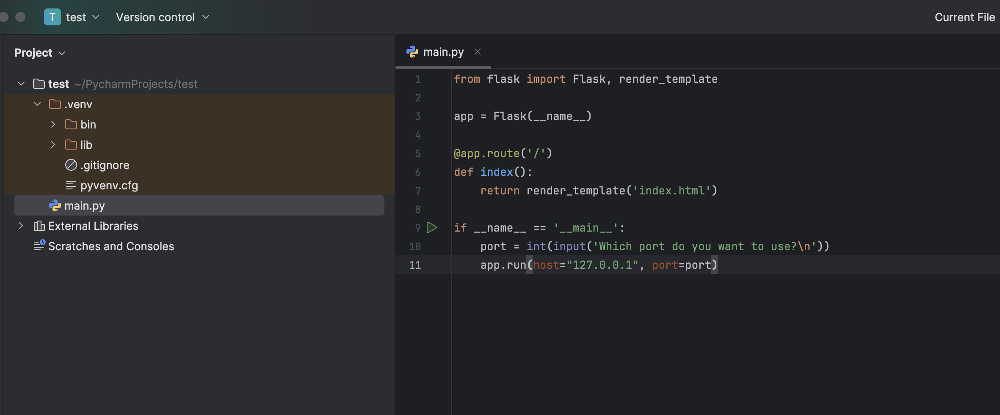 T test Version control Current File
Project
test ~/PycharmProjects/test
.venv
bin
lib
.gitignore
pyvenv.cfg
main.py
External Libraries
Scratches and Consoles
main.py
1 from flask import Flask, render_template
2
3 app = Flask(__name__)
4
5 @app.route('/')
6 def index():
7     return render_template('index.html')
8
9 if __name__ == '__main__':
10     port = int(input('Which port do you want to use?\n'))
11     app.run(host="127.0.0.1", port=port)